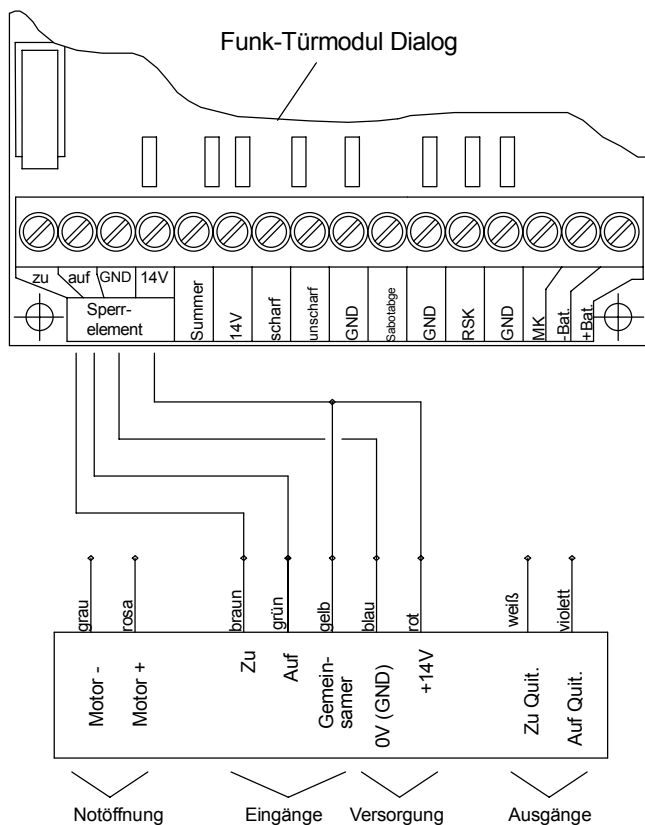 Funk-Türmodul Dialog
zu
auf
GND
14V
Sperr-
element
Summer
14V
scharf
unscharf
GND
Sabotabge
GND
RSK
GND
MK
-Bat.
+Bat.
grau
rosa
braun
grün
gelb
blau
rot
weiß
violett
Motor -
Motor +
Zu
Auf
Gemein-
samer
0V (GND)
+14V
Zu Quit.
Auf Quit.
Notöffnung
Eingänge
Versorgung
Ausgänge